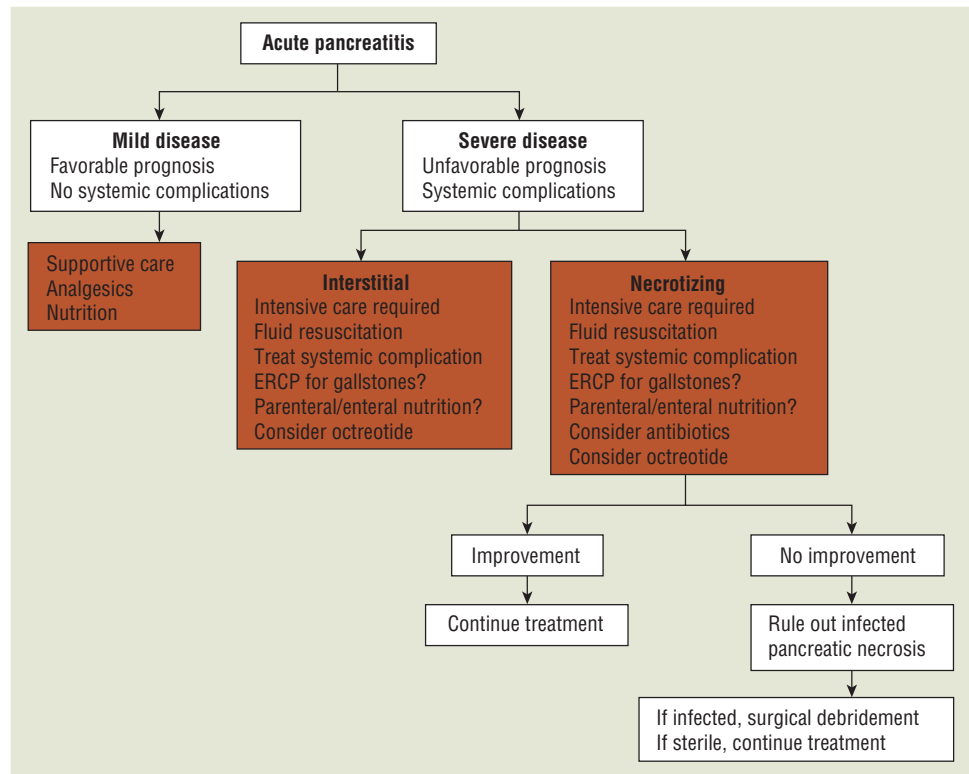 Acute pancreatitis
Mild disease
Favorable prognosis
No systemic complications
Severe disease
Unfavorable prognosis
Systemic complications
Supportive care
Analgesics
Nutrition
Interstitial
Intensive care required
Fluid resuscitation
Treat systemic complication
ERCP for gallstones?
Parenteral/enteral nutrition?
Consider octreotide
Necrotizing
Intensive care required
Fluid resuscitation
Treat systemic complication
ERCP for gallstones?
Parenteral/enteral nutrition?
Consider antibiotics
Consider octreotide
Improvement
No improvement
Continue treatment
Rule out infected
pancreatic necrosis
If infected, surgical debridement
If sterile, continue treatment